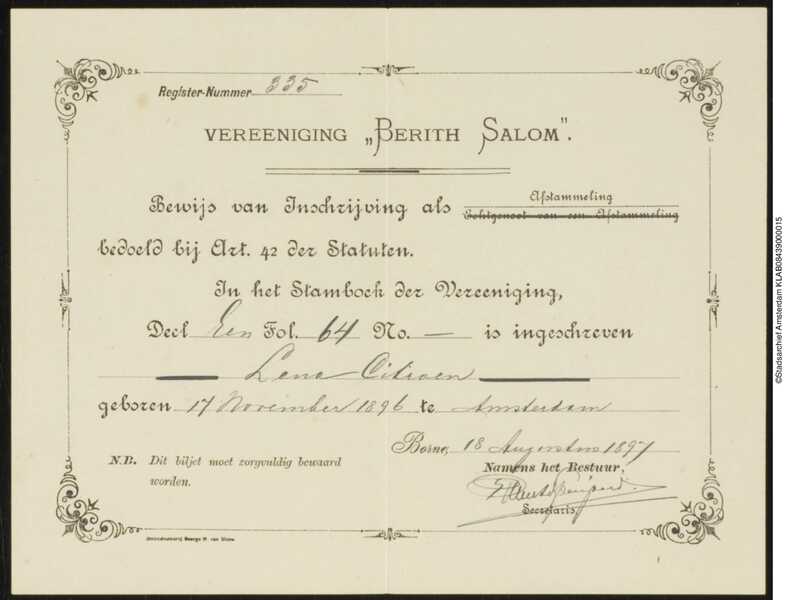 Register-Nummer 335
VEREENIGING „BERITH SALOM".
Bewijs van Inschrijving als Afstammeling
Echtgenoot van een Afstammeling
bedoeld bij Art. 42 der Statuten.
In het Stamboek der Vereeniging,
Deel Een Fol. 64 No. — is ingeschreven
Lena Citroen
geboren 17 November 1896 te Amsterdam
Borne, 18 Augustus 1897
N.B. Dit biljet moet zorgvuldig bewaard
worden.
Namens het Bestuur,
Secretaris
©Stadsarchief Amsterdam KLAB08439000015